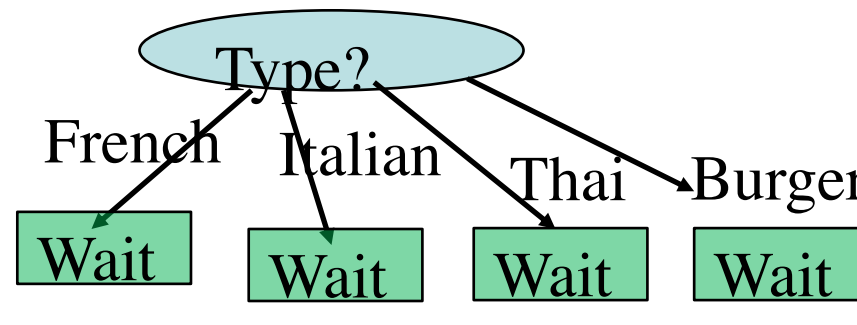 Type?
French
Italian
Thai
Burger
Wait
Wait
Wait
Wait